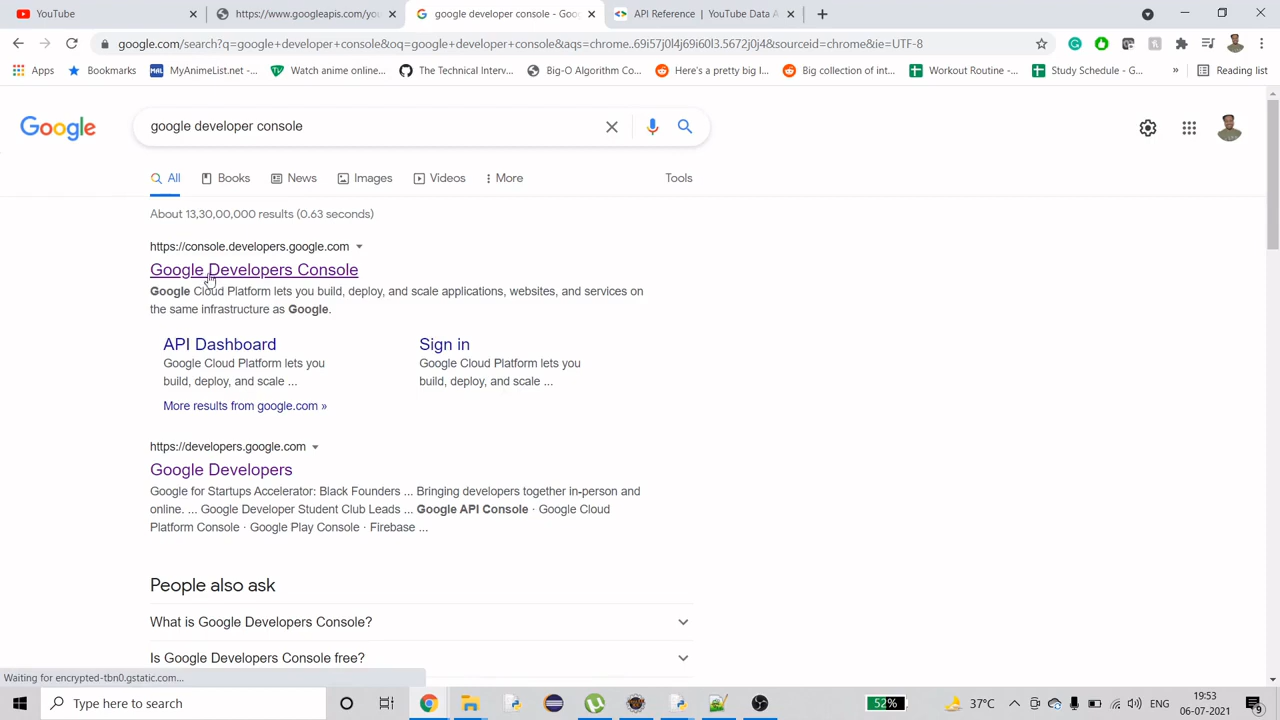 YouTube
https://www.googleapis.com/you
google developer console - Goog
API Reference | YouTube Data A
google.com/search?q=google+developer+console&oq=google+developer+console&aqs=chrome..69i57j0l4j69i60l3.5672j0j4&sourceid=chrome&ie=UTF-8
Apps
Bookmarks
MAL
MyAnimeList.net -...
Watch anime online...
The Technical Interv...
Big-O Algorithm Co...
Here's a pretty big l...
Big collection of int...
Workout Routine -...
Study Schedule - G...
»
Reading list
Google
google developer console
All
Books
News
Images
Videos
More
Tools
About 13,30,00,000 results (0.63 seconds)
https://console.developers.google.com
Google Developers Console
Google Cloud Platform lets you build, deploy, and scale applications, websites, and services on
the same infrastructure as Google.
API Dashboard
Sign in
Google Cloud Platform lets you
build, deploy, and scale ...
Google Cloud Platform lets you
build, deploy, and scale ...
More results from google.com »
https://developers.google.com
Google Developers
Google for Startups Accelerator: Black Founders ... Bringing developers together in-person and
online. ... Google Developer Student Club Leads ... Google API Console · Google Cloud
Platform Console · Google Play Console · Firebase ...
People also ask
What is Google Developers Console?
Is Google Developers Console free?
Waiting for encrypted-tbn0.gstatic.com...
Type here to search
52%
37°C
ENG
19:53
06-07-2021
9